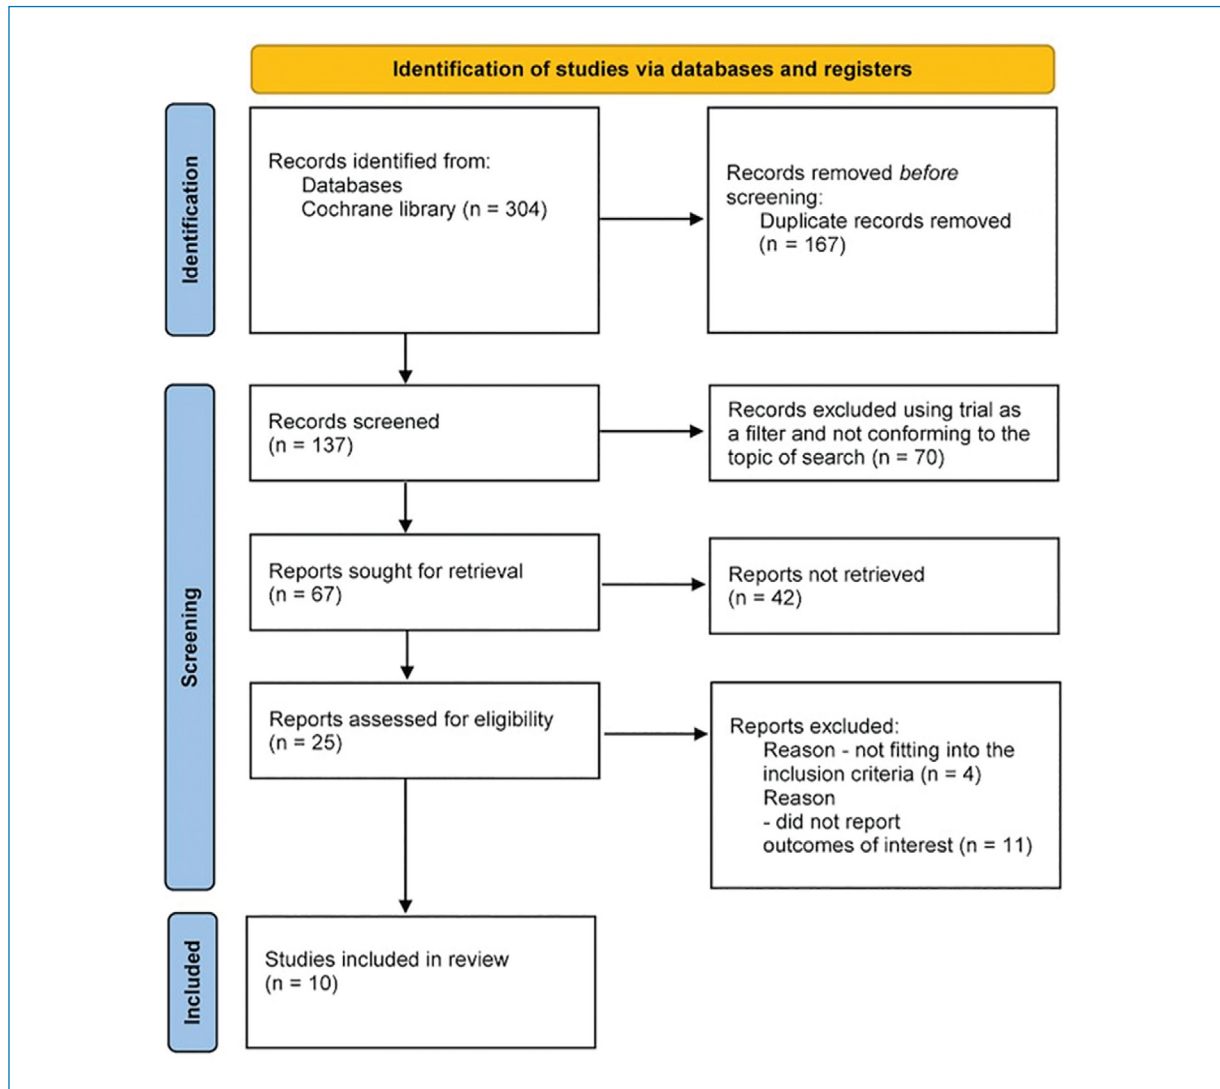 Identification of studies via databases and registers
Identification
Records identified from:
Databases
Cochrane library (n = 304)
Records removed before
screening:
Duplicate records removed
(n = 167)
Screening
Records screened
(n = 137)
Records excluded using trial as
a filter and not conforming to the
topic of search (n = 70)
Reports sought for retrieval
(n = 67)
Reports not retrieved
(n = 42)
Reports assessed for eligibility
(n = 25)
Reports excluded:
Reason - not fitting into the
inclusion criteria (n = 4)
Reason
- did not report
outcomes of interest (n = 11)
Included
Studies included in review
(n = 10)